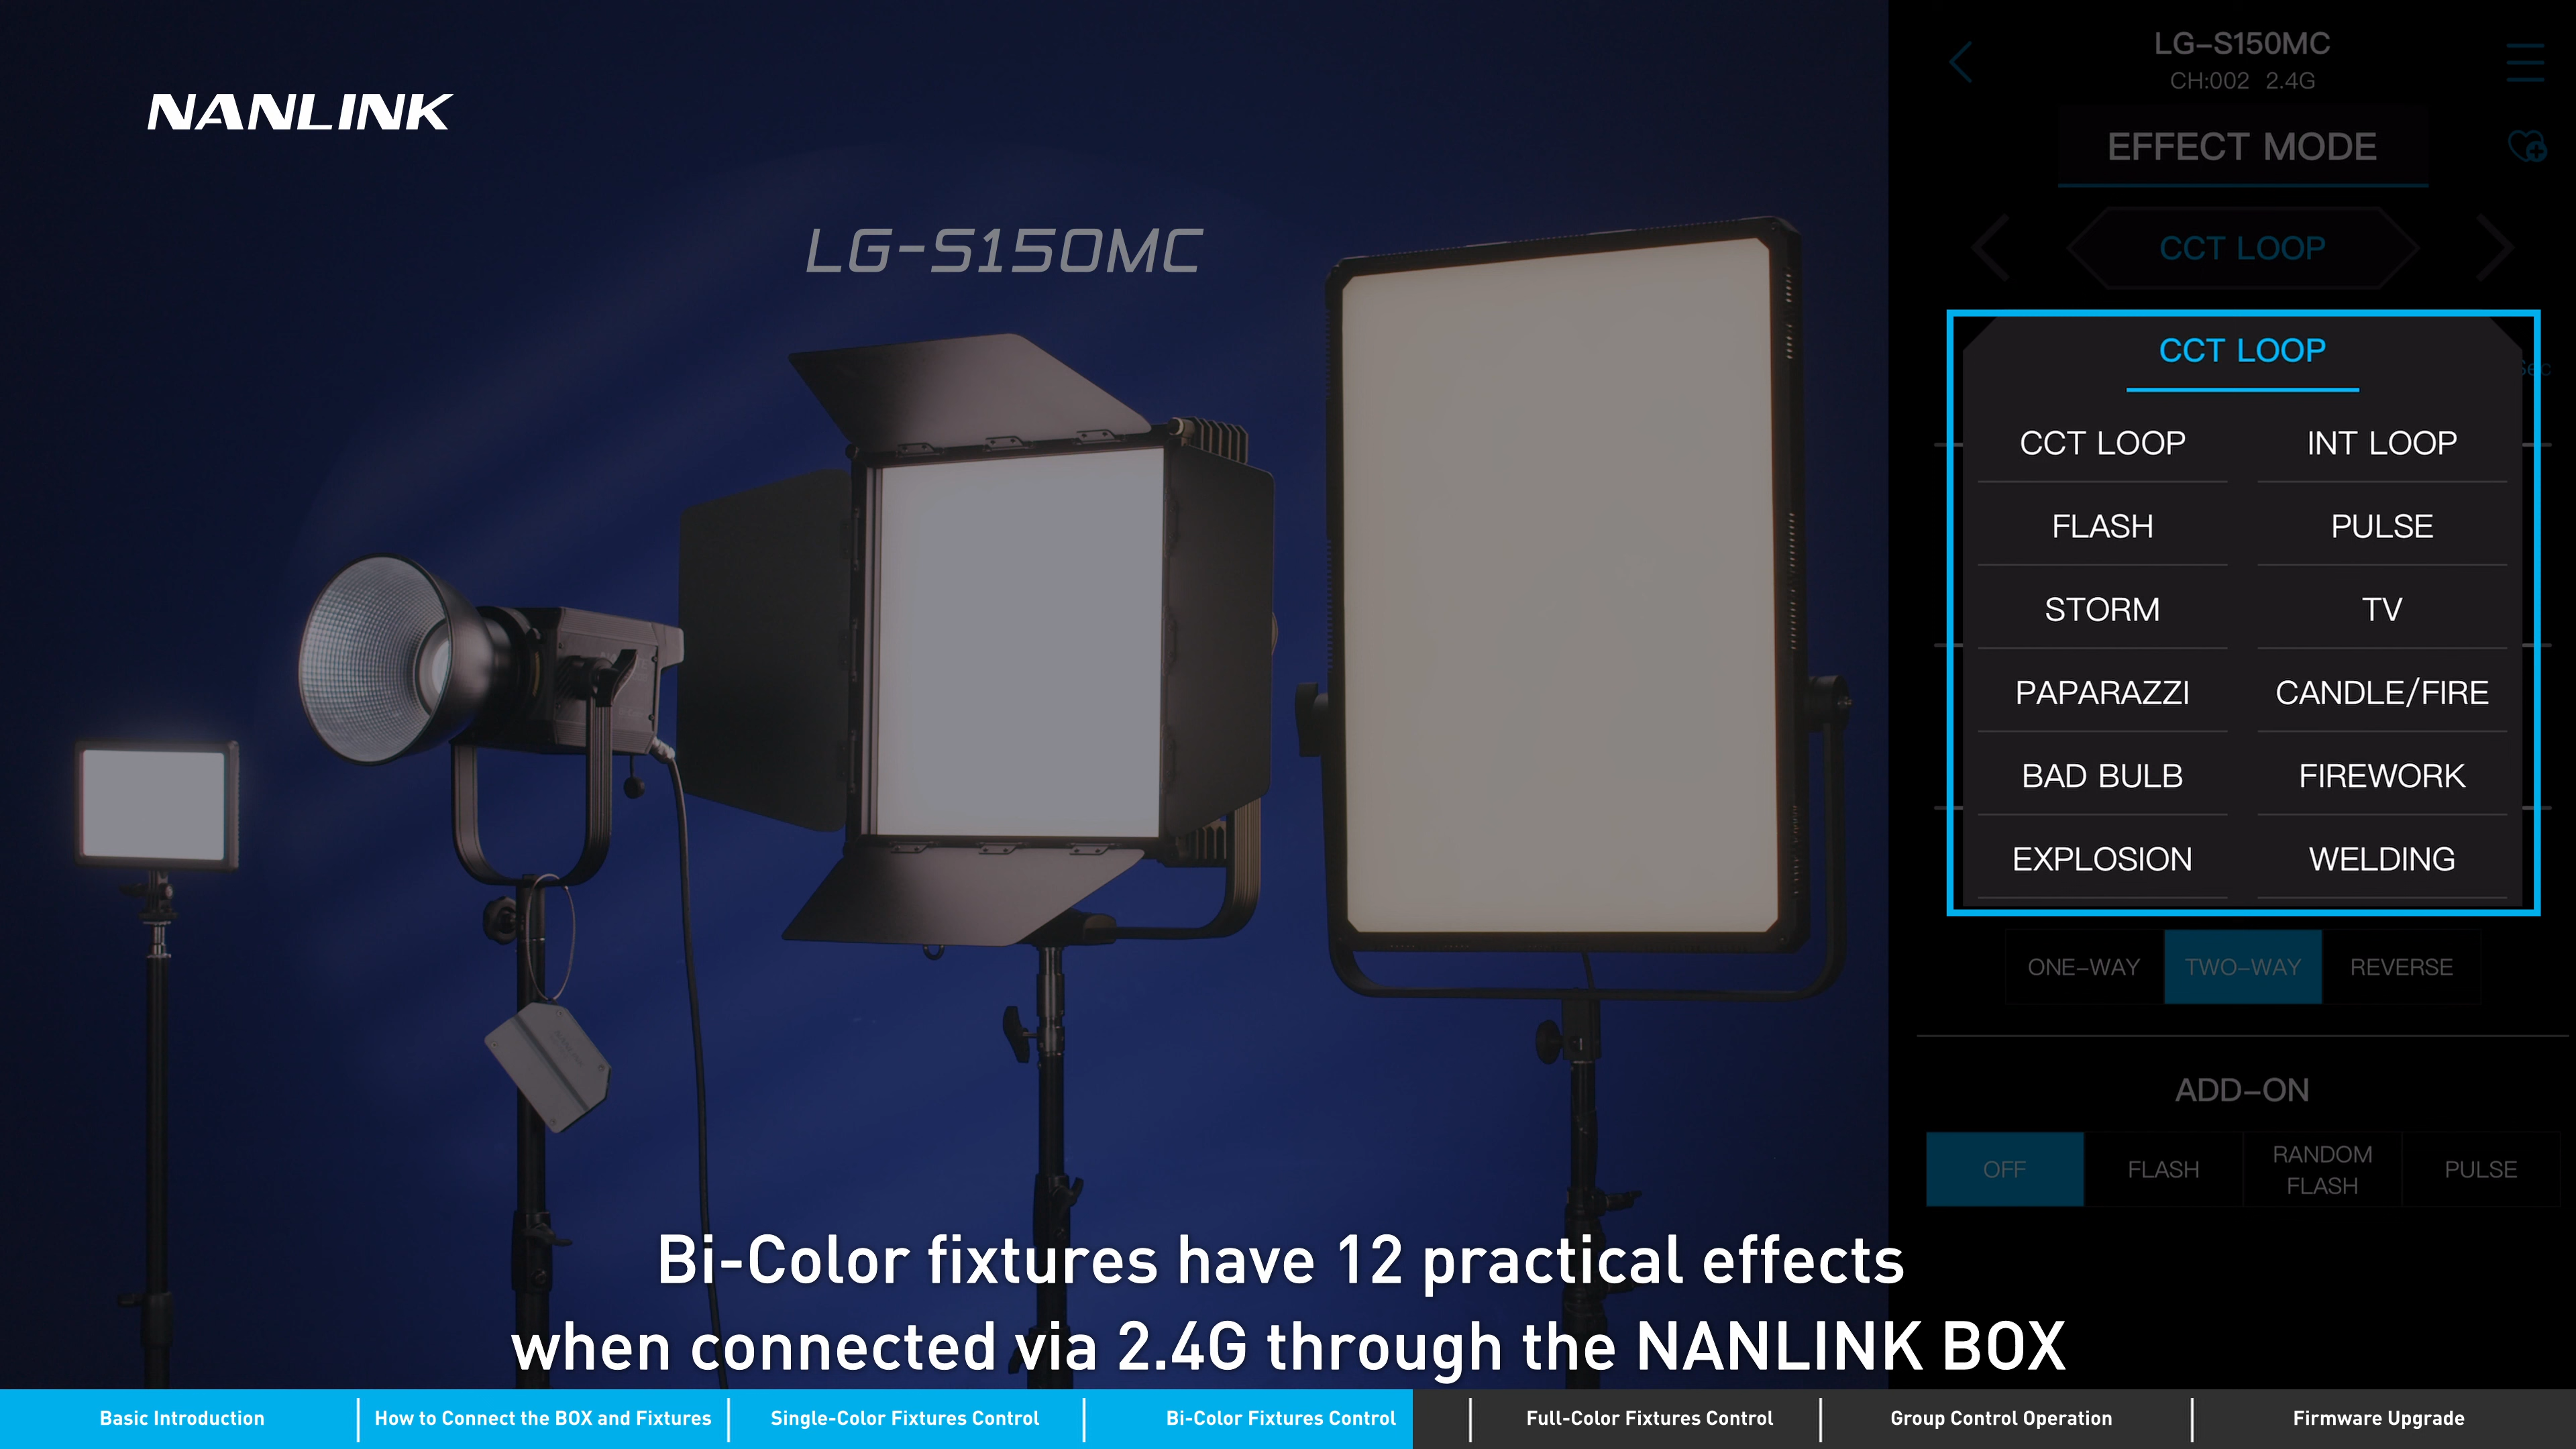 NANLINK
LG-S150MC
LG-S150MC
CH:002 2.4G
EFFECT MODE
CCT LOOP
CCT LOOP
CCT LOOP INT LOOP
FLASH PULSE
STORM TV
PAPARAZZI CANDLE/FIRE
BAD BULB FIREWORK
EXPLOSION WELDING
ONE-WAY TWO-WAY REVERSE
ADD-ON
OFF FLASH RANDOM FLASH PULSE
Bi-Color fixtures have 12 practical effects
when connected via 2.4G through the NANLINK BOX
Basic Introduction How to Connect the BOX and Fixtures Single-Color Fixtures Control Bi-Color Fixtures Control Full-Color Fixtures Control Group Control Operation Firmware Upgrade